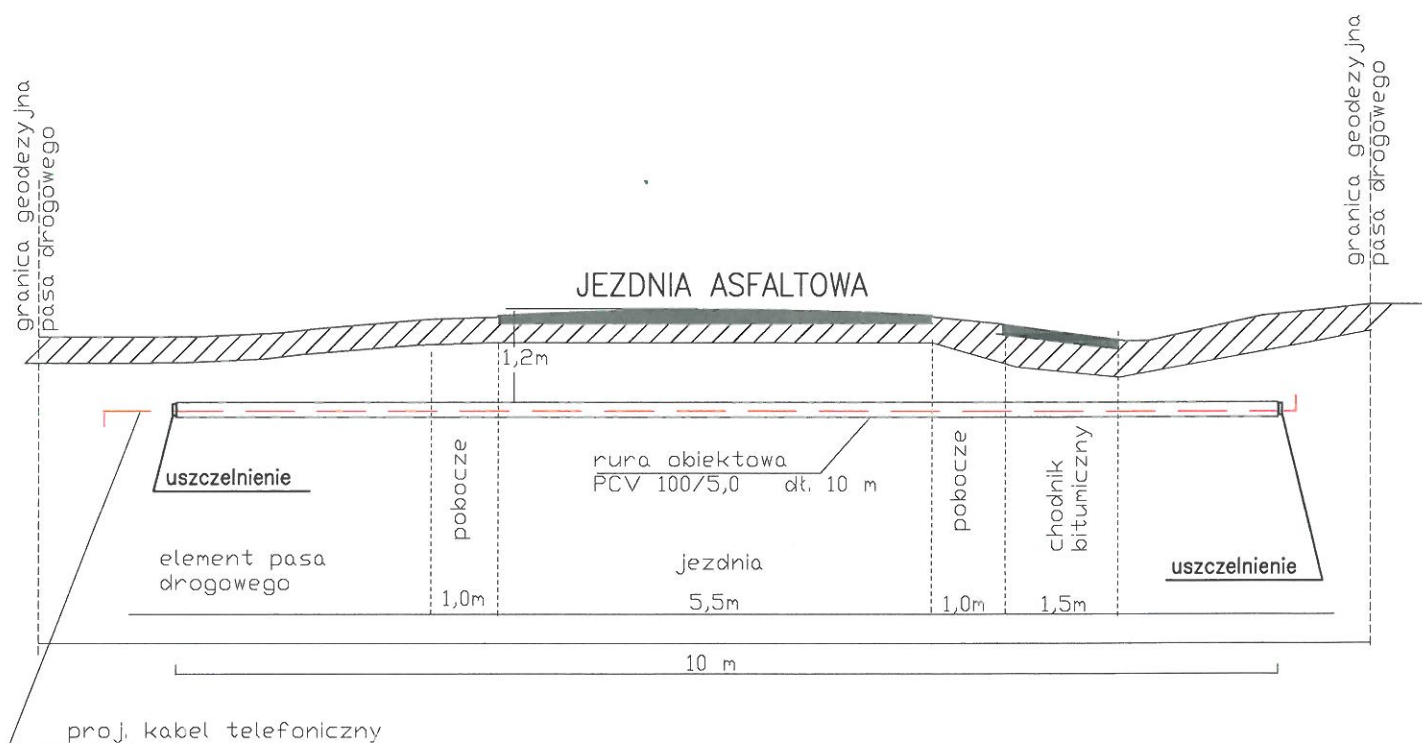 granica geodezyjna
pasa drogowego
granica geodezyjna
pasa drogowego
JEZDNIA ASFALTOWA
1,2m
uszczelnienie
pobocze
rura obiektowa
PCV 100/5,0 dł. 10 m
pobocze
chodnik
bitumiczny
element pasa
drogowego
jezdnia
uszczelnienie
1,0m
5,5m
1,0m
1,5m
10 m
proj. kabel telefoniczny